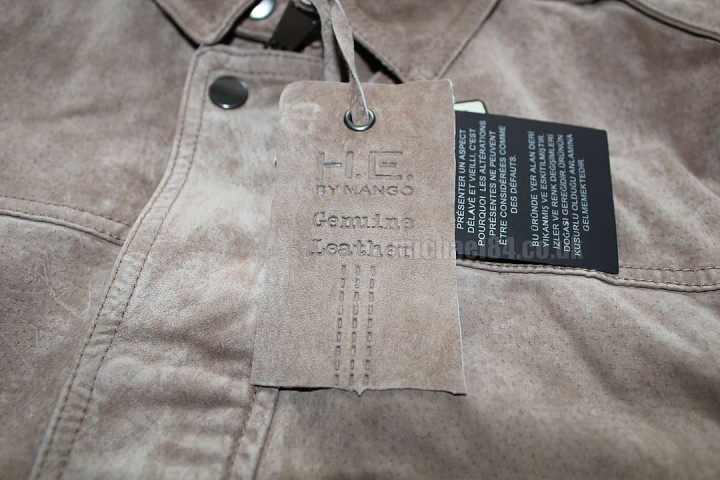 H.E.
BY MANGO
Genuine
Leather
PRÉSENTER UN ASPECT
DÉLAVÉ ET VIEILLI, C'EST
POURQUOI LES ALTÉRATIONS
PRÉSENTES NE PEUVENT
ÊTRE CONSIDÉRÉES COMME
DES DÉFAUTS.
BU ÜRÜNDE YER ALAN DERİ
YIKANMIŞ VE ESKİTİLMİŞTİR.
İZLER VE RENK DEĞİŞİMLERİ
DOĞASI GEREĞİDİR ÜRÜNÜN
KUSURLU OLDUĞU ANLAMINA
GELMEMEKTEDİR.